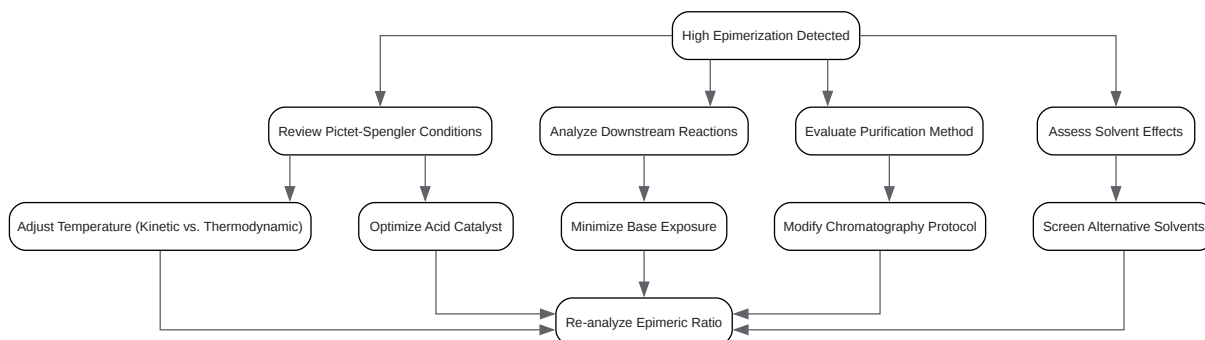 High Epimerization Detected
Review Pictet-Spengler Conditions
Analyze Downstream Reactions
Evaluate Purification Method
Assess Solvent Effects
Adjust Temperature (Kinetic vs. Thermodynamic)
Optimize Acid Catalyst
Minimize Base Exposure
Modify Chromatography Protocol
Screen Alternative Solvents
Re-analyze Epimeric Ratio